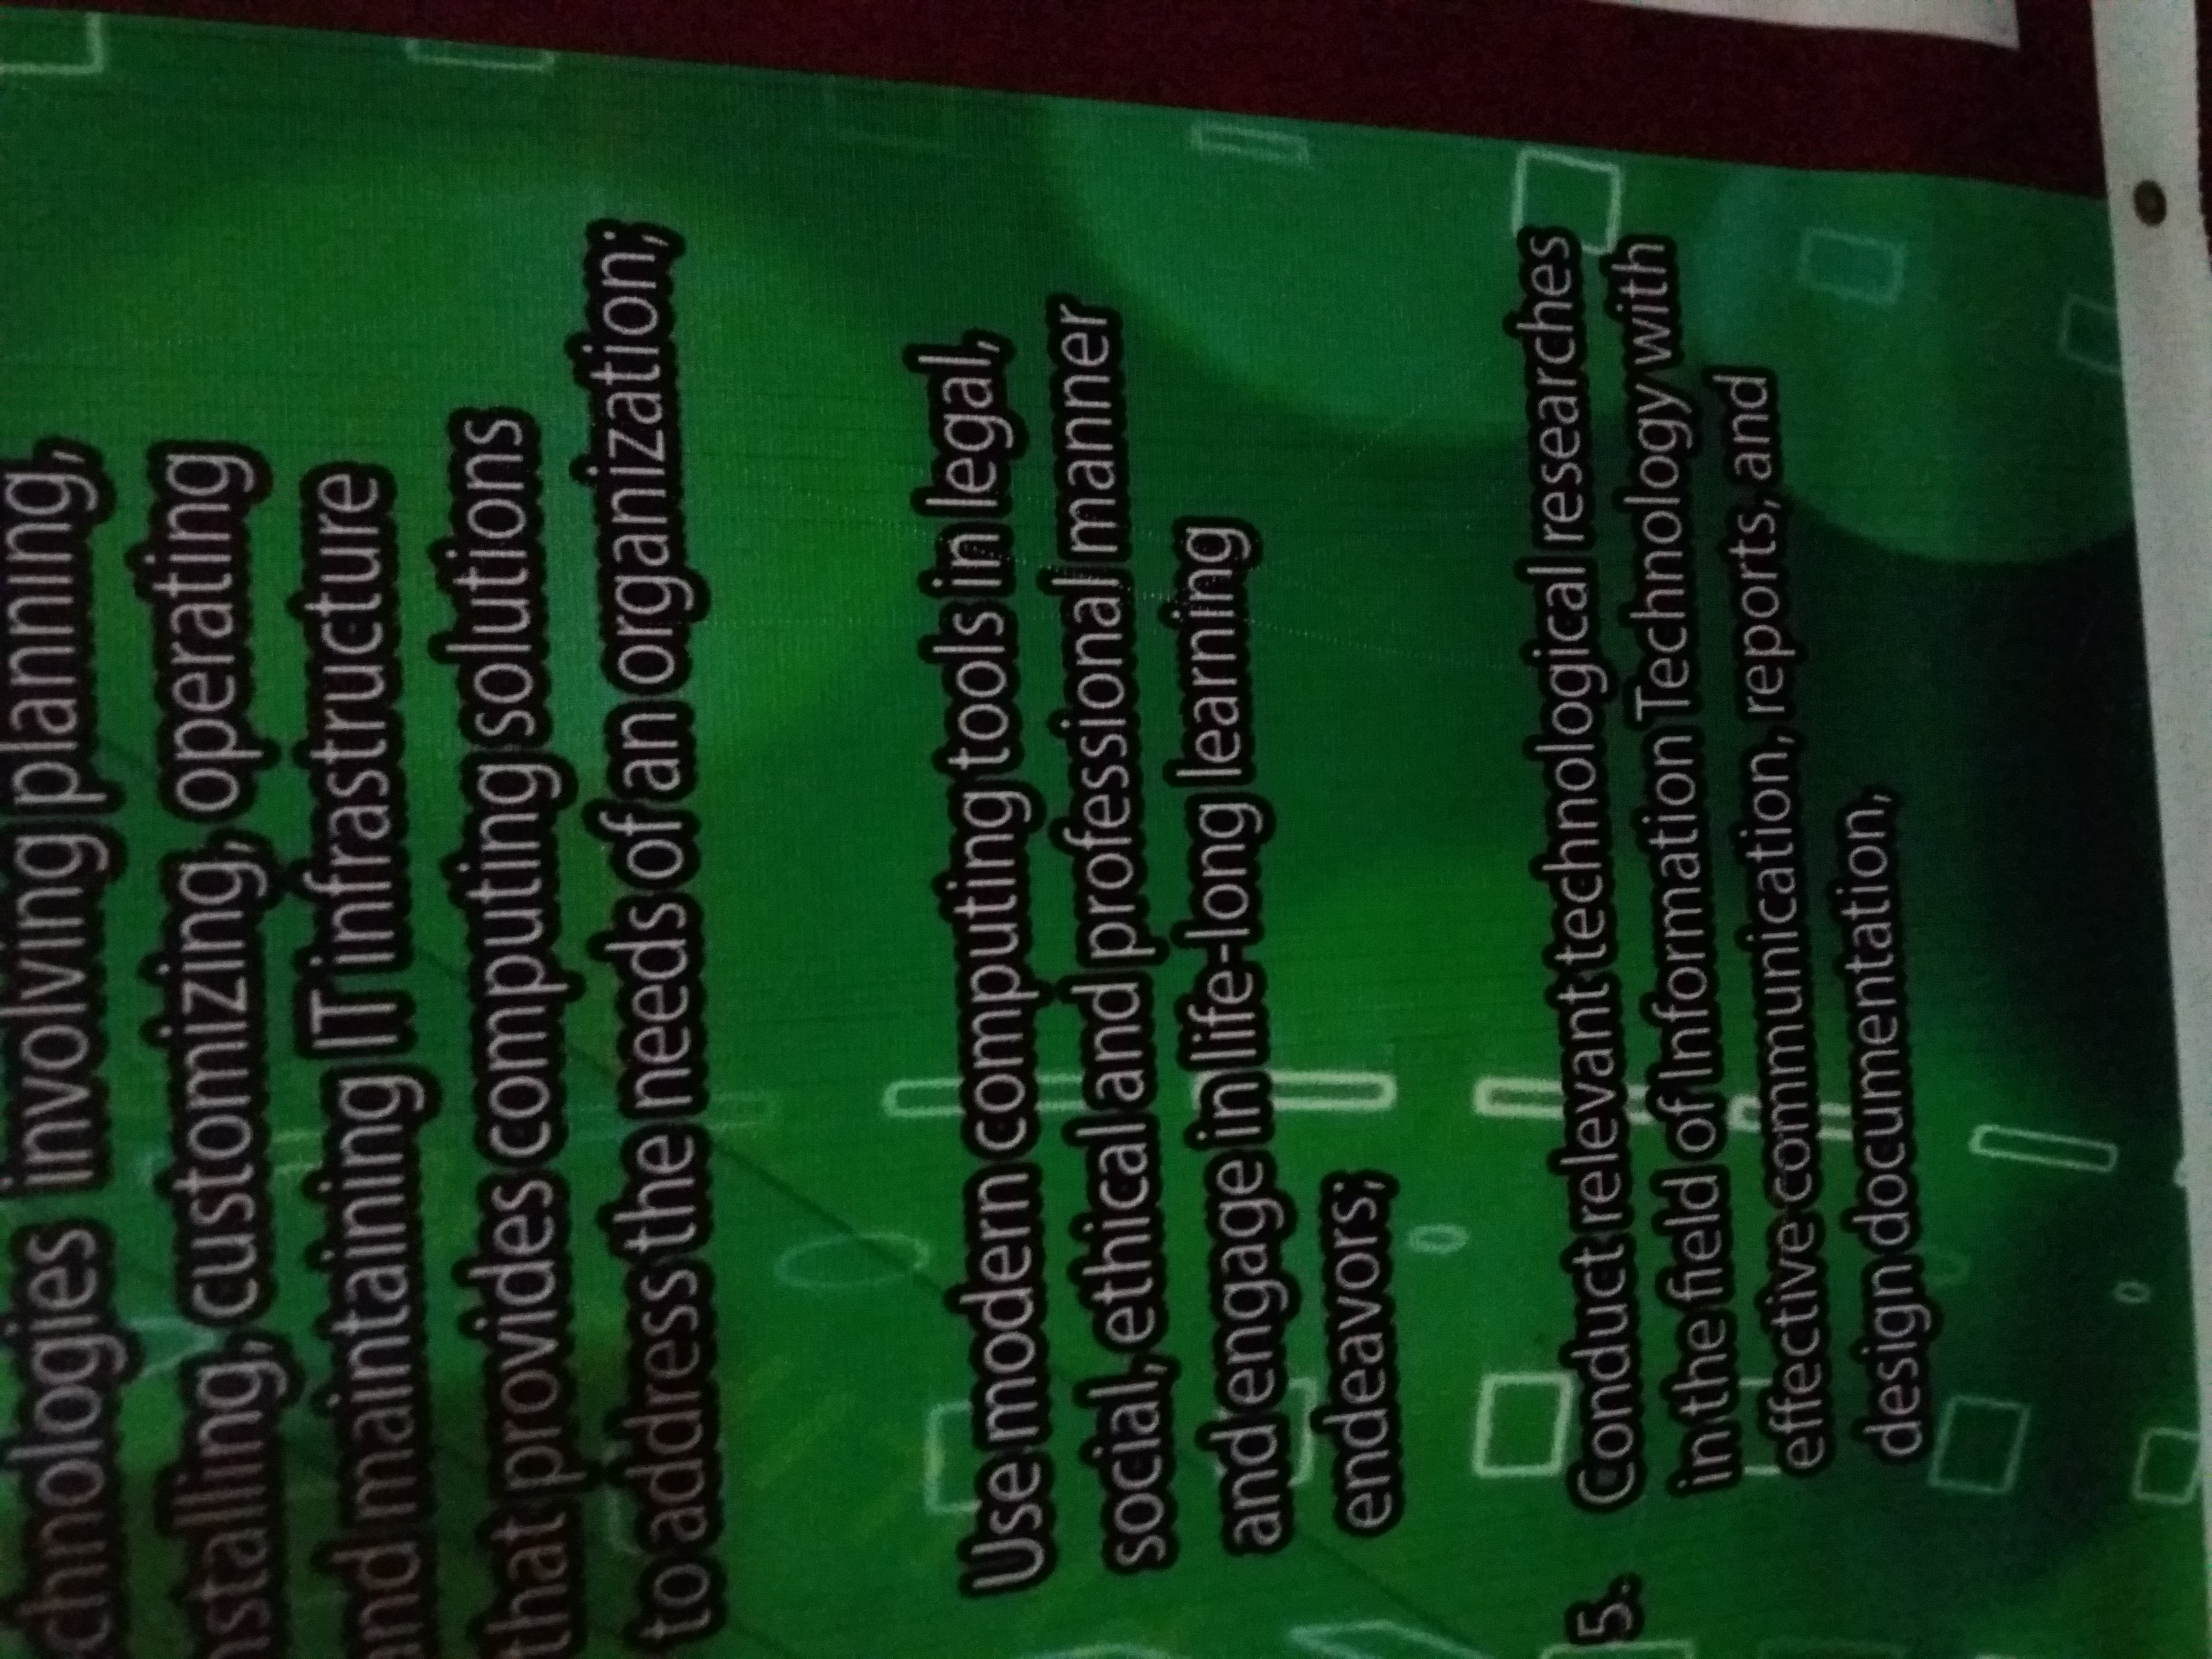 chnologies involving planning,
nstalling, customizing, operating
and maintaining IT infrastructure
that provides computing solutions
to address the needs of an organization;
Use modern computing tools in legal,
social, ethical and professional manner
and engage in life-long learning
endeavors;
5. Conduct relevant technological researches
in the field of Information Technology with
effective communication, reports, and
design documentation,